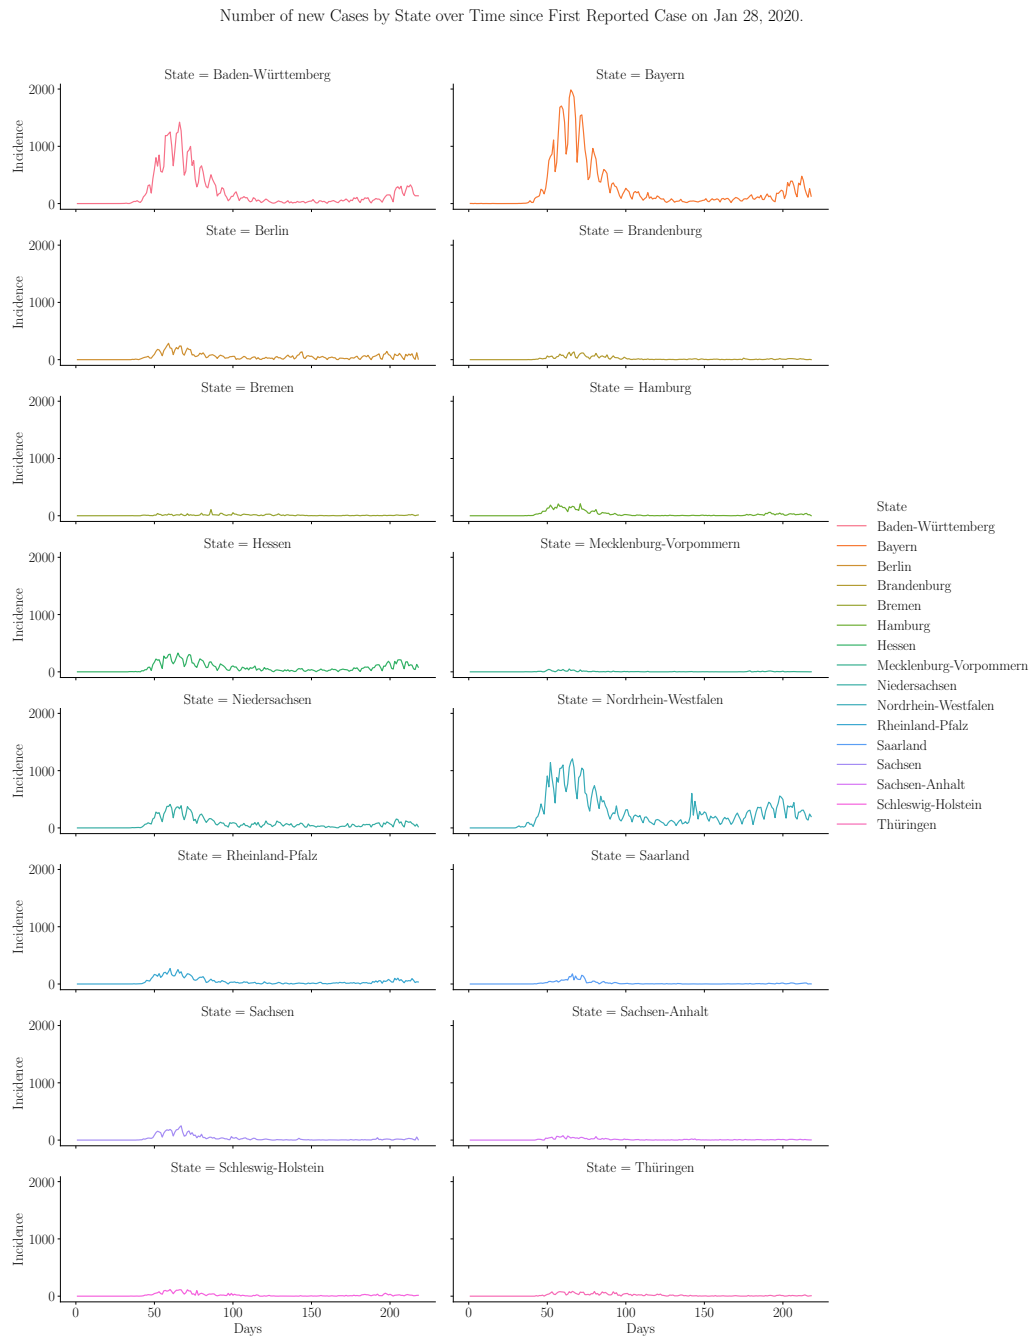 Number of new Cases by State over Time since First Reported Case on Jan 28, 2020.
State = Baden-Württemberg
State = Bayern
2000
1000
0
Incidence
State = Berlin
State = Brandenburg
2000
1000
0
Incidence
State = Bremen
State = Hamburg
2000
1000
0
Incidence
State = Hessen
State = Mecklenburg-Vorpommern
2000
1000
0
Incidence
State = Niedersachsen
State = Nordrhein-Westfalen
2000
1000
0
Incidence
State = Rheinland-Pfalz
State = Saarland
2000
1000
0
Incidence
State = Sachsen
State = Sachsen-Anhalt
2000
1000
0
Incidence
State = Schleswig-Holstein
State = Thüringen
2000
1000
0
Incidence
0 50 100 150 200
Days
0 50 100 150 200
Days
State
Baden-Württemberg
Bayern
Berlin
Brandenburg
Bremen
Hamburg
Hessen
Mecklenburg-Vorpommern
Niedersachsen
Nordrhein-Westfalen
Rheinland-Pfalz
Saarland
Sachsen
Sachsen-Anhalt
Schleswig-Holstein
Thüringen